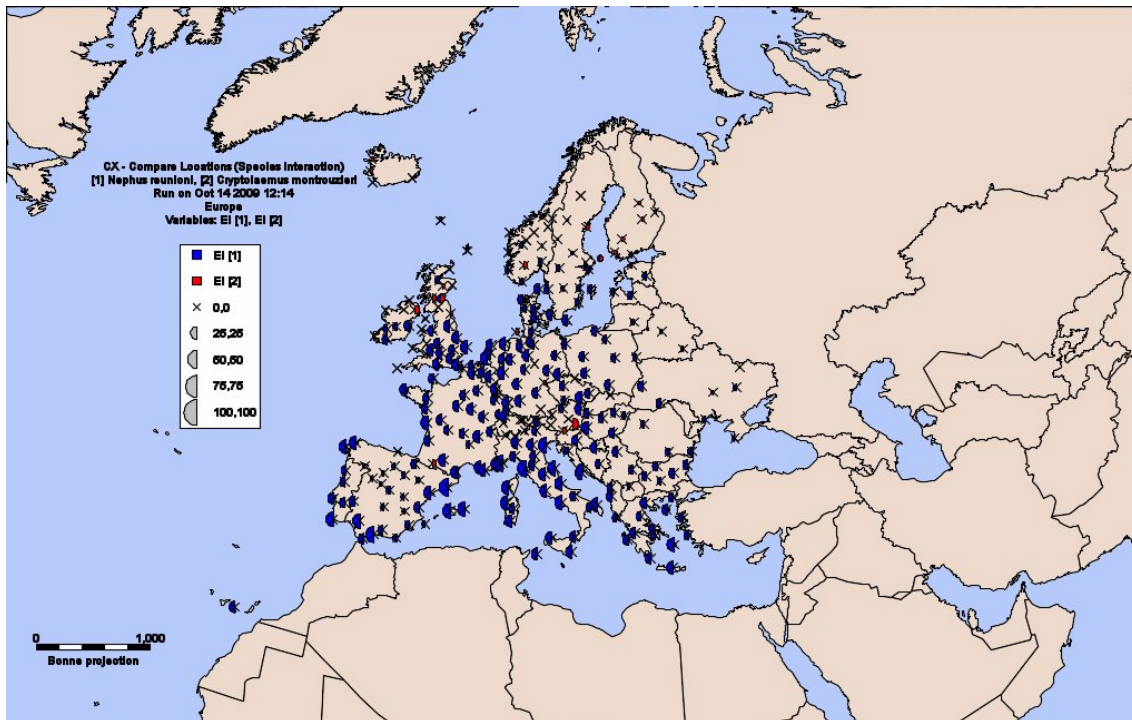 CX - Compare Locations (Species Interaction)
[1] Nephus reunioni, [2] Cryptolaemus montrouzieri
Run on Oct 14 2009 12:14
Europe
Variables: EI [1], EI [2]
EI [1]
EI [2]
0,0
25,25
50,50
75,75
100,100
0 1,000
Bonne projection